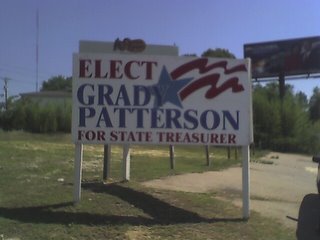 ELECT
GRADY
PATTERSON
FOR STATE TREASURER